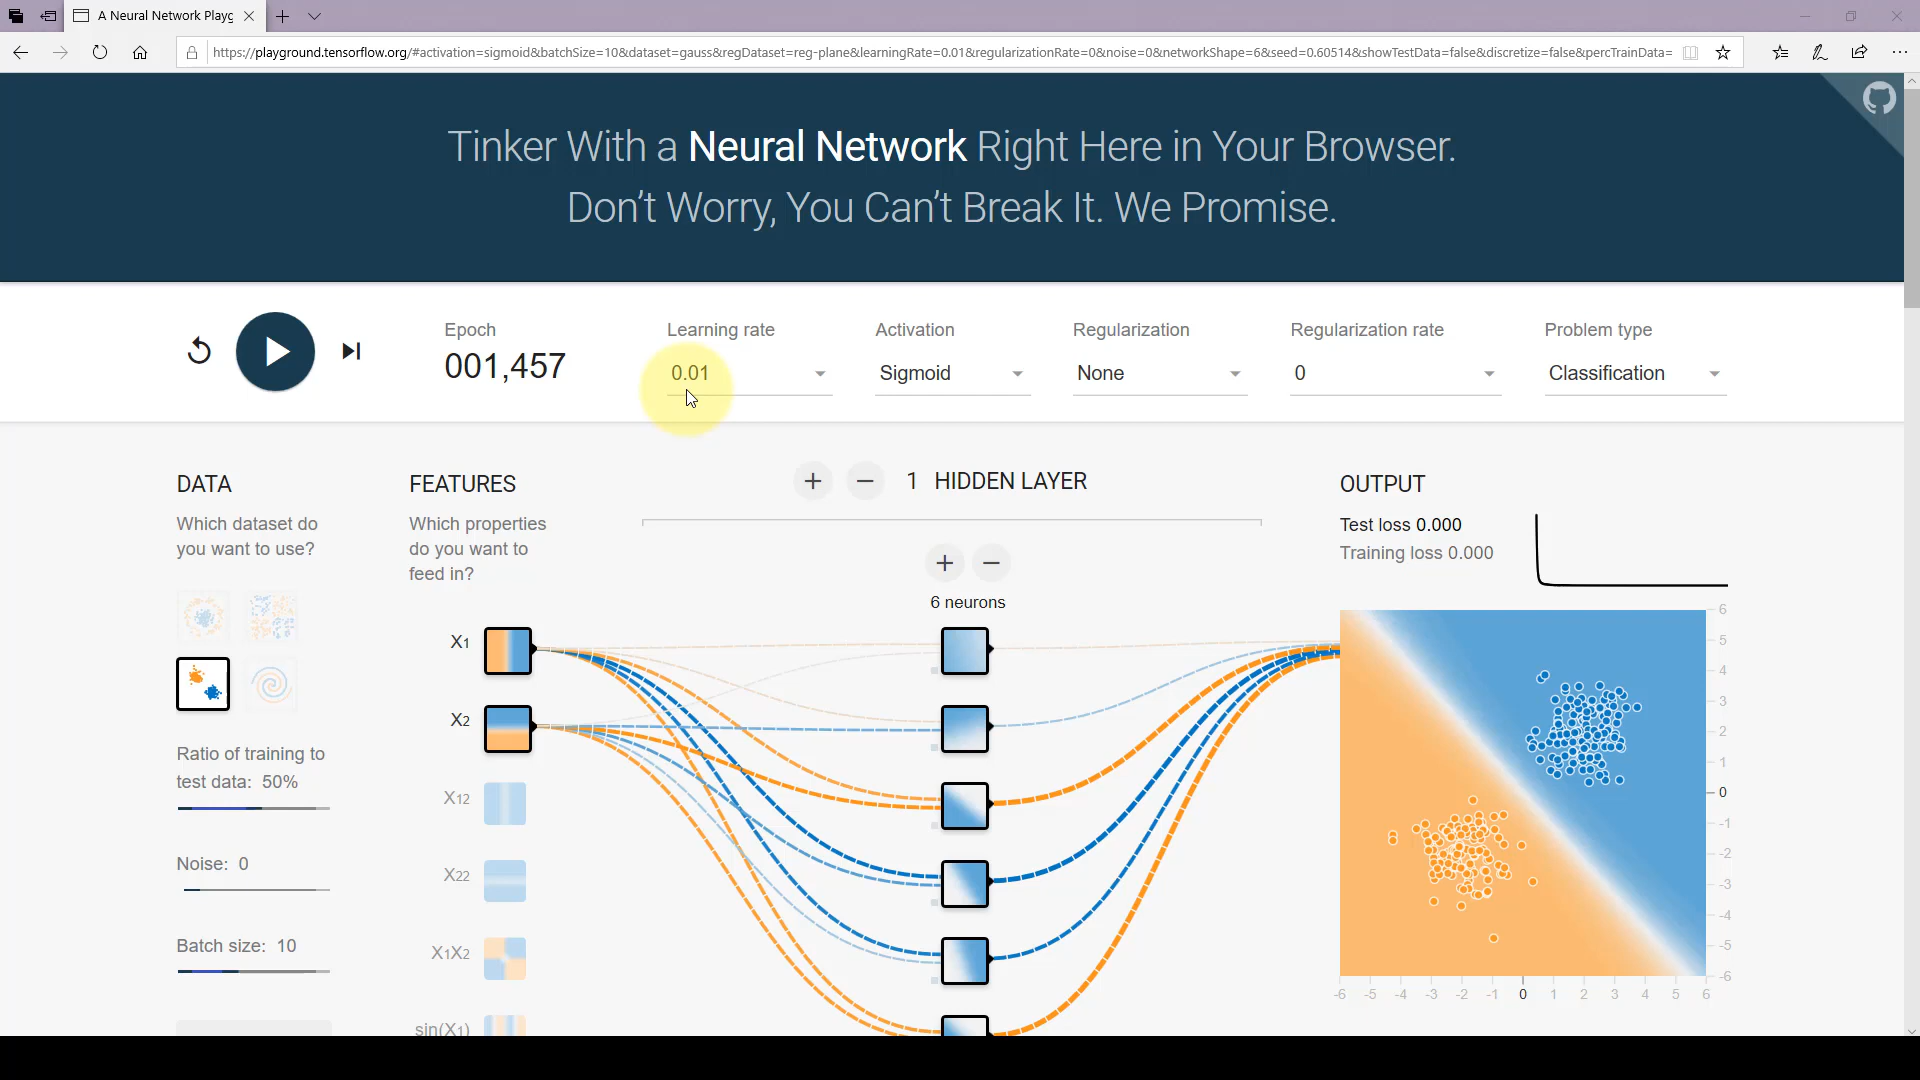 A Neural Network Playg
https://playground.tensorflow.org/#activation=sigmoid&batchSize=10&dataset=gauss&regDataset=reg-plane&learningRate=0.01&regularizationRate=0&noise=0&networkShape=6&seed=0.60514&showTestData=false&discretize=false&percTrainData=
Tinker With a Neural Network Right Here in Your Browser.
Don't Worry, You Can't Break It. We Promise.
Epoch
001,457
Learning rate
0.01
Activation
Sigmoid
Regularization
None
Regularization rate
0
Problem type
Classification
DATA
Which dataset do
you want to use?
Ratio of training to
test data: 50%
Noise: 0
Batch size: 10
FEATURES
Which properties
do you want to
feed in?
X1
X2
X12
X22
X1X2
sin(X1)
+ − 1 HIDDEN LAYER
+ −
6 neurons
OUTPUT
Test loss 0.000
Training loss 0.000
6
5
4
3
2
1
0
-1
-2
-3
-4
-5
-6
-6 -5 -4 -3 -2 -1 0 1 2 3 4 5 6